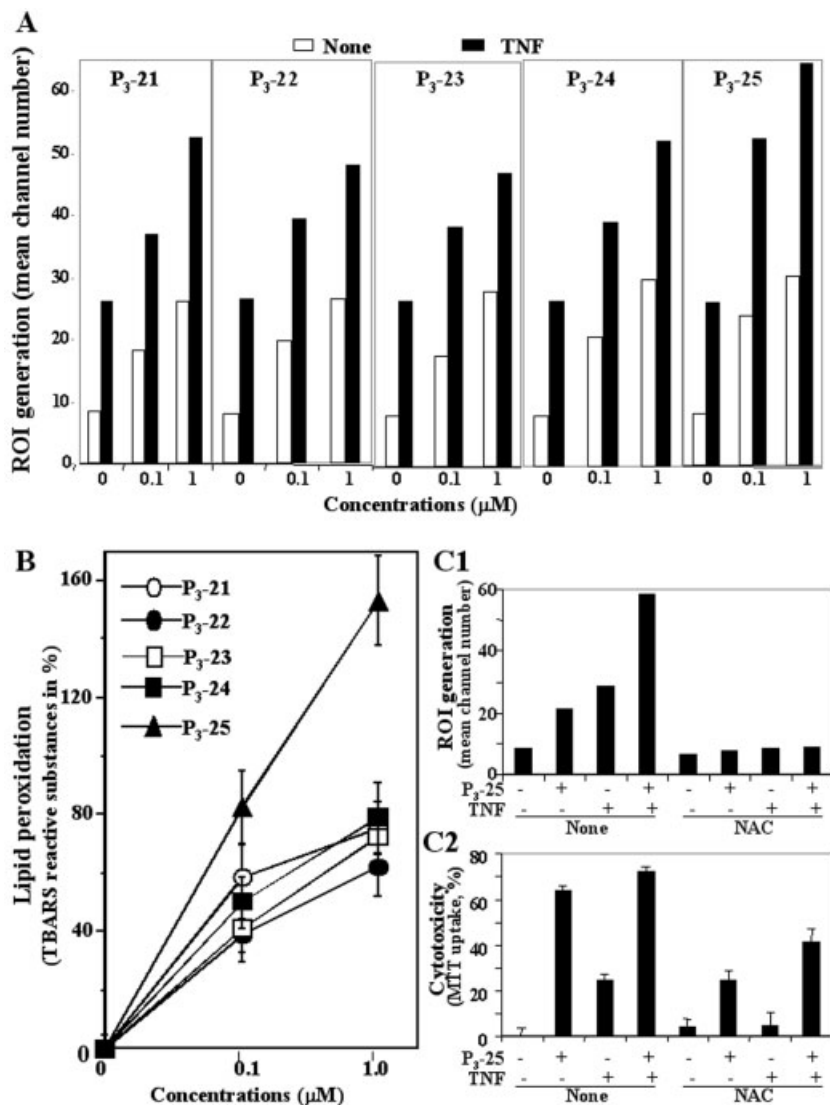 A
None TNF
P3-21 P3-22 P3-23 P3-24 P3-25
ROI generation (mean channel number)
60
50
40
30
20
10
0
0 0.1 1 0 0.1 1 0 0.1 1 0 0.1 1 0 0.1 1
Concentrations (µM)
B
P3-21
P3-22
P3-23
P3-24
P3-25
Lipid peroxidation
(TBARS reactive substances in %)
160
120
80
40
0
0 0.1 1.0
Concentrations (µM)
C1
ROI generation
(mean channel number)
60
40
20
0
P3-25 - + - + - + - +
TNF - - + + - - + +
None NAC
C2
Cytotoxicity
(MTT uptake, %)
80
60
40
20
0
P3-25 - + - + - + - +
TNF - - + + - - + +
None NAC